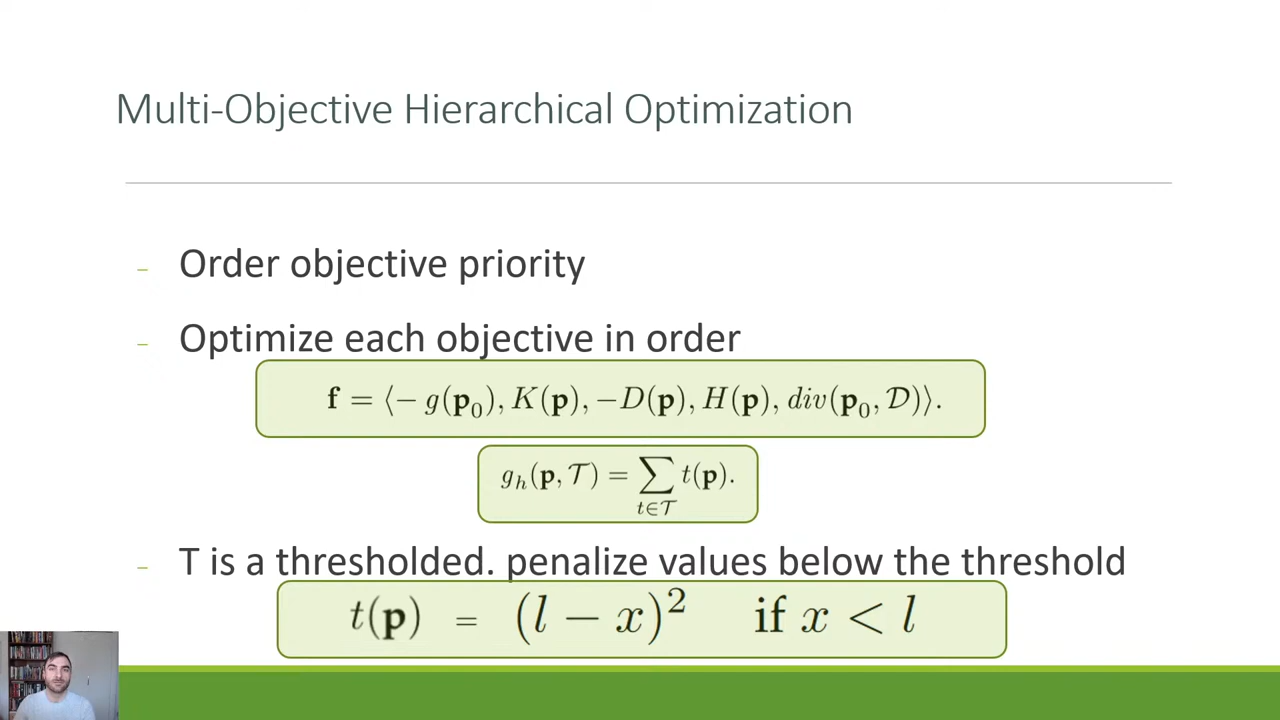 Multi-Objective Hierarchical Optimization
– Order objective priority
– Optimize each objective in order
f = ⟨− g(p₀), K(p), −D(p), H(p), div(p₀, 𝒟)⟩.
gₕ(p, 𝒯) = ∑ t(p).
t∈𝒯
– T is a thresholded. penalize values below the threshold
t(p) = (l − x)² if x < l